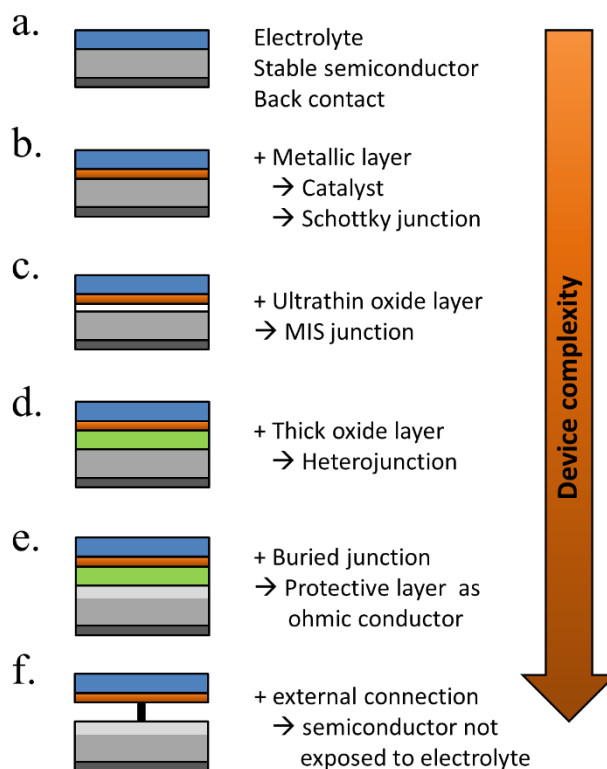 a.
Electrolyte
Stable semiconductor
Back contact
b.
+ Metallic layer
→ Catalyst
→ Schottky junction
c.
+ Ultrathin oxide layer
→ MIS junction
d.
+ Thick oxide layer
→ Heterojunction
e.
+ Buried junction
→ Protective layer as
ohmic conductor
f.
+ external connection
→ semiconductor not
exposed to electrolyte
Device complexity